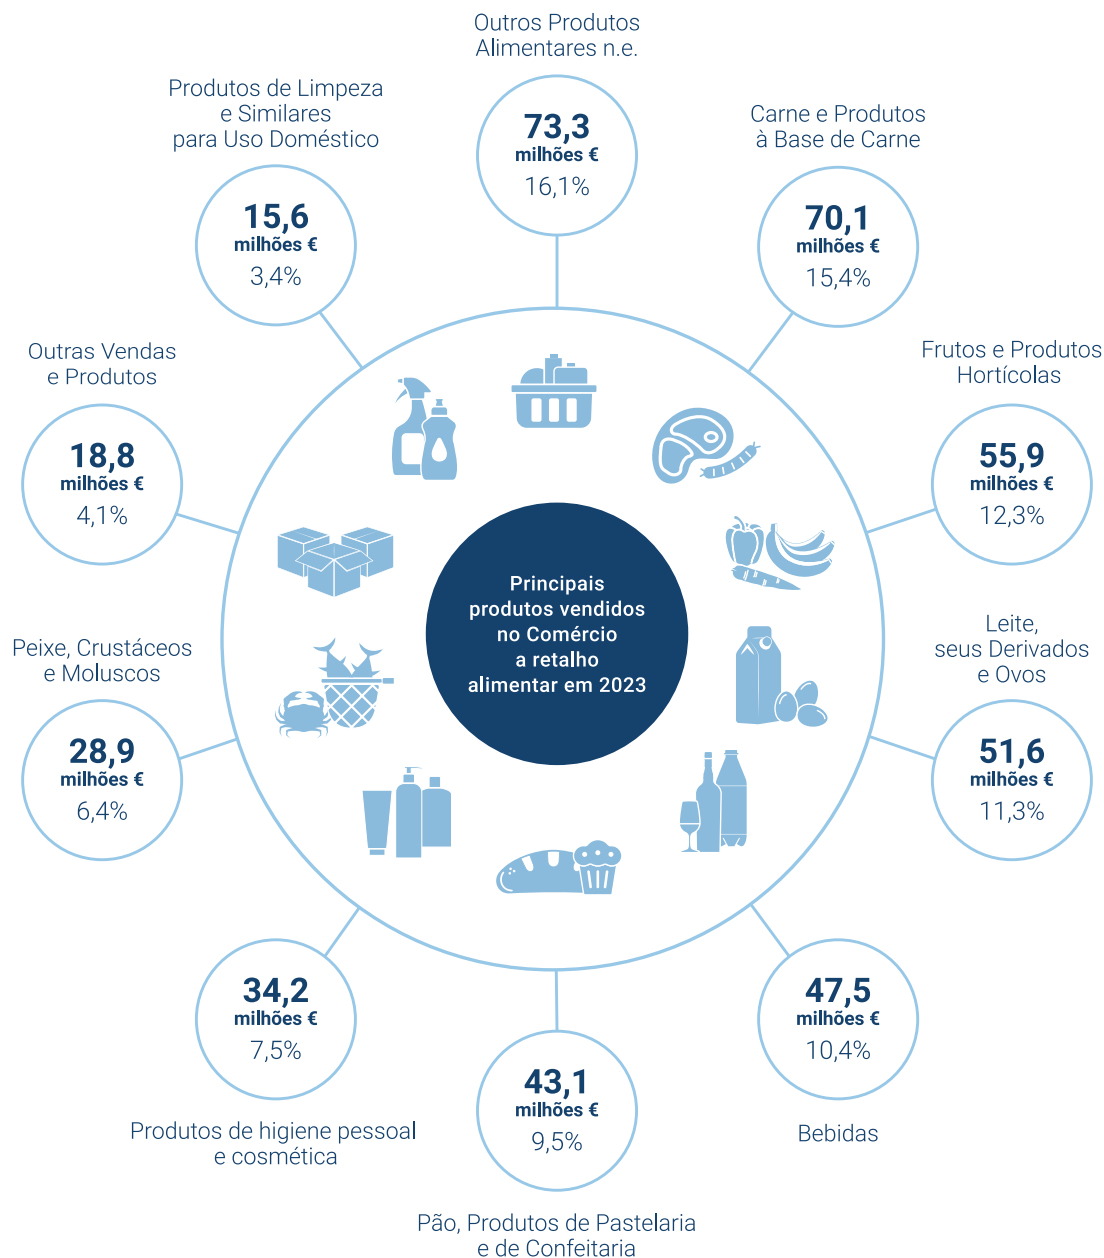 Outros Produtos
Alimentares n.e.
73,3
milhões €
16,1%
Carne e Produtos
à Base de Carne
70,1
milhões €
15,4%
Frutos e Produtos
Hortícolas
55,9
milhões €
12,3%
Leite,
seus Derivados
e Ovos
51,6
milhões €
11,3%
47,5
milhões €
10,4%
Bebidas
43,1
milhões €
9,5%
Pão, Produtos de Pastelaria
e de Confeitaria
34,2
milhões €
7,5%
Produtos de higiene pessoal
e cosmética
Peixe, Crustáceos
e Moluscos
28,9
milhões €
6,4%
Outras Vendas
e Produtos
18,8
milhões €
4,1%
Produtos de Limpeza
e Similares
para Uso Doméstico
15,6
milhões €
3,4%
Principais
produtos vendidos
no Comércio
a retalho
alimentar em 2023